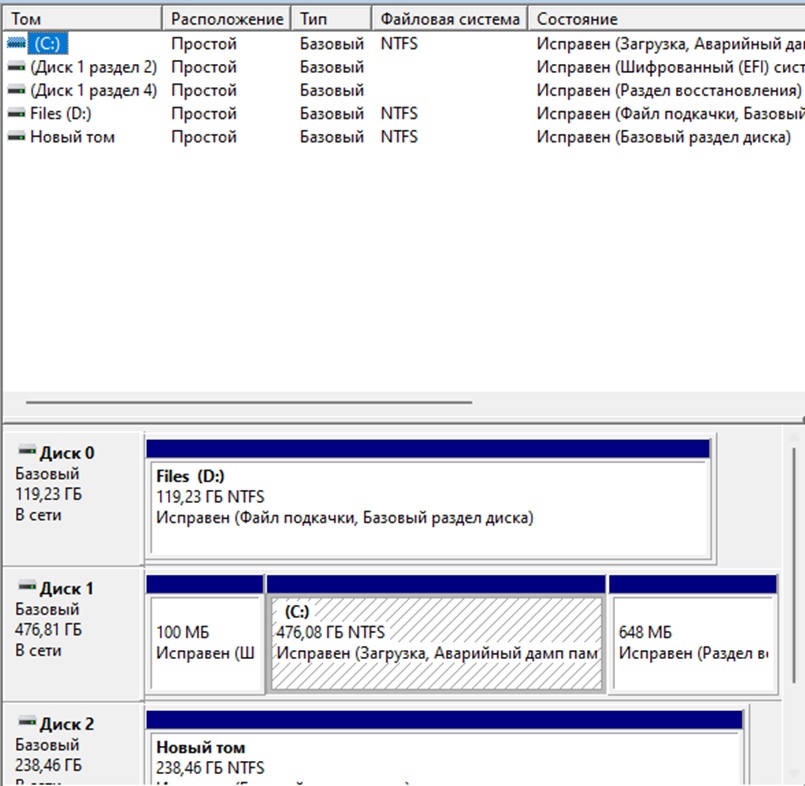 Том Расположение Тип Файловая система Состояние
(C:) Простой Базовый NTFS Исправен (Загрузка, Аварийный
(Диск 1 раздел 2) Простой Базовый Исправен (Шифрованный (EFI)
(Диск 1 раздел 4) Простой Базовый Исправен (Раздел восстановления)
Files (D:) Простой Базовый NTFS Исправен (Файл подкачки, Базовый
Новый том Простой Базовый NTFS Исправен (Базовый раздел диска)
Диск 0
Базовый
119,23 ГБ
В сети
Files (D:)
119,23 ГБ NTFS
Исправен (Файл подкачки, Базовый раздел диска)
Диск 1
Базовый
476,81 ГБ
В сети
100 МБ
Исправен (Ш
(C:)
476,08 ГБ NTFS
Исправен (Загрузка, Аварийный дамп пам
648 МБ
Исправен (Раздел
Диск 2
Базовый
238,46 ГБ
Новый том
238,46 ГБ NTFS